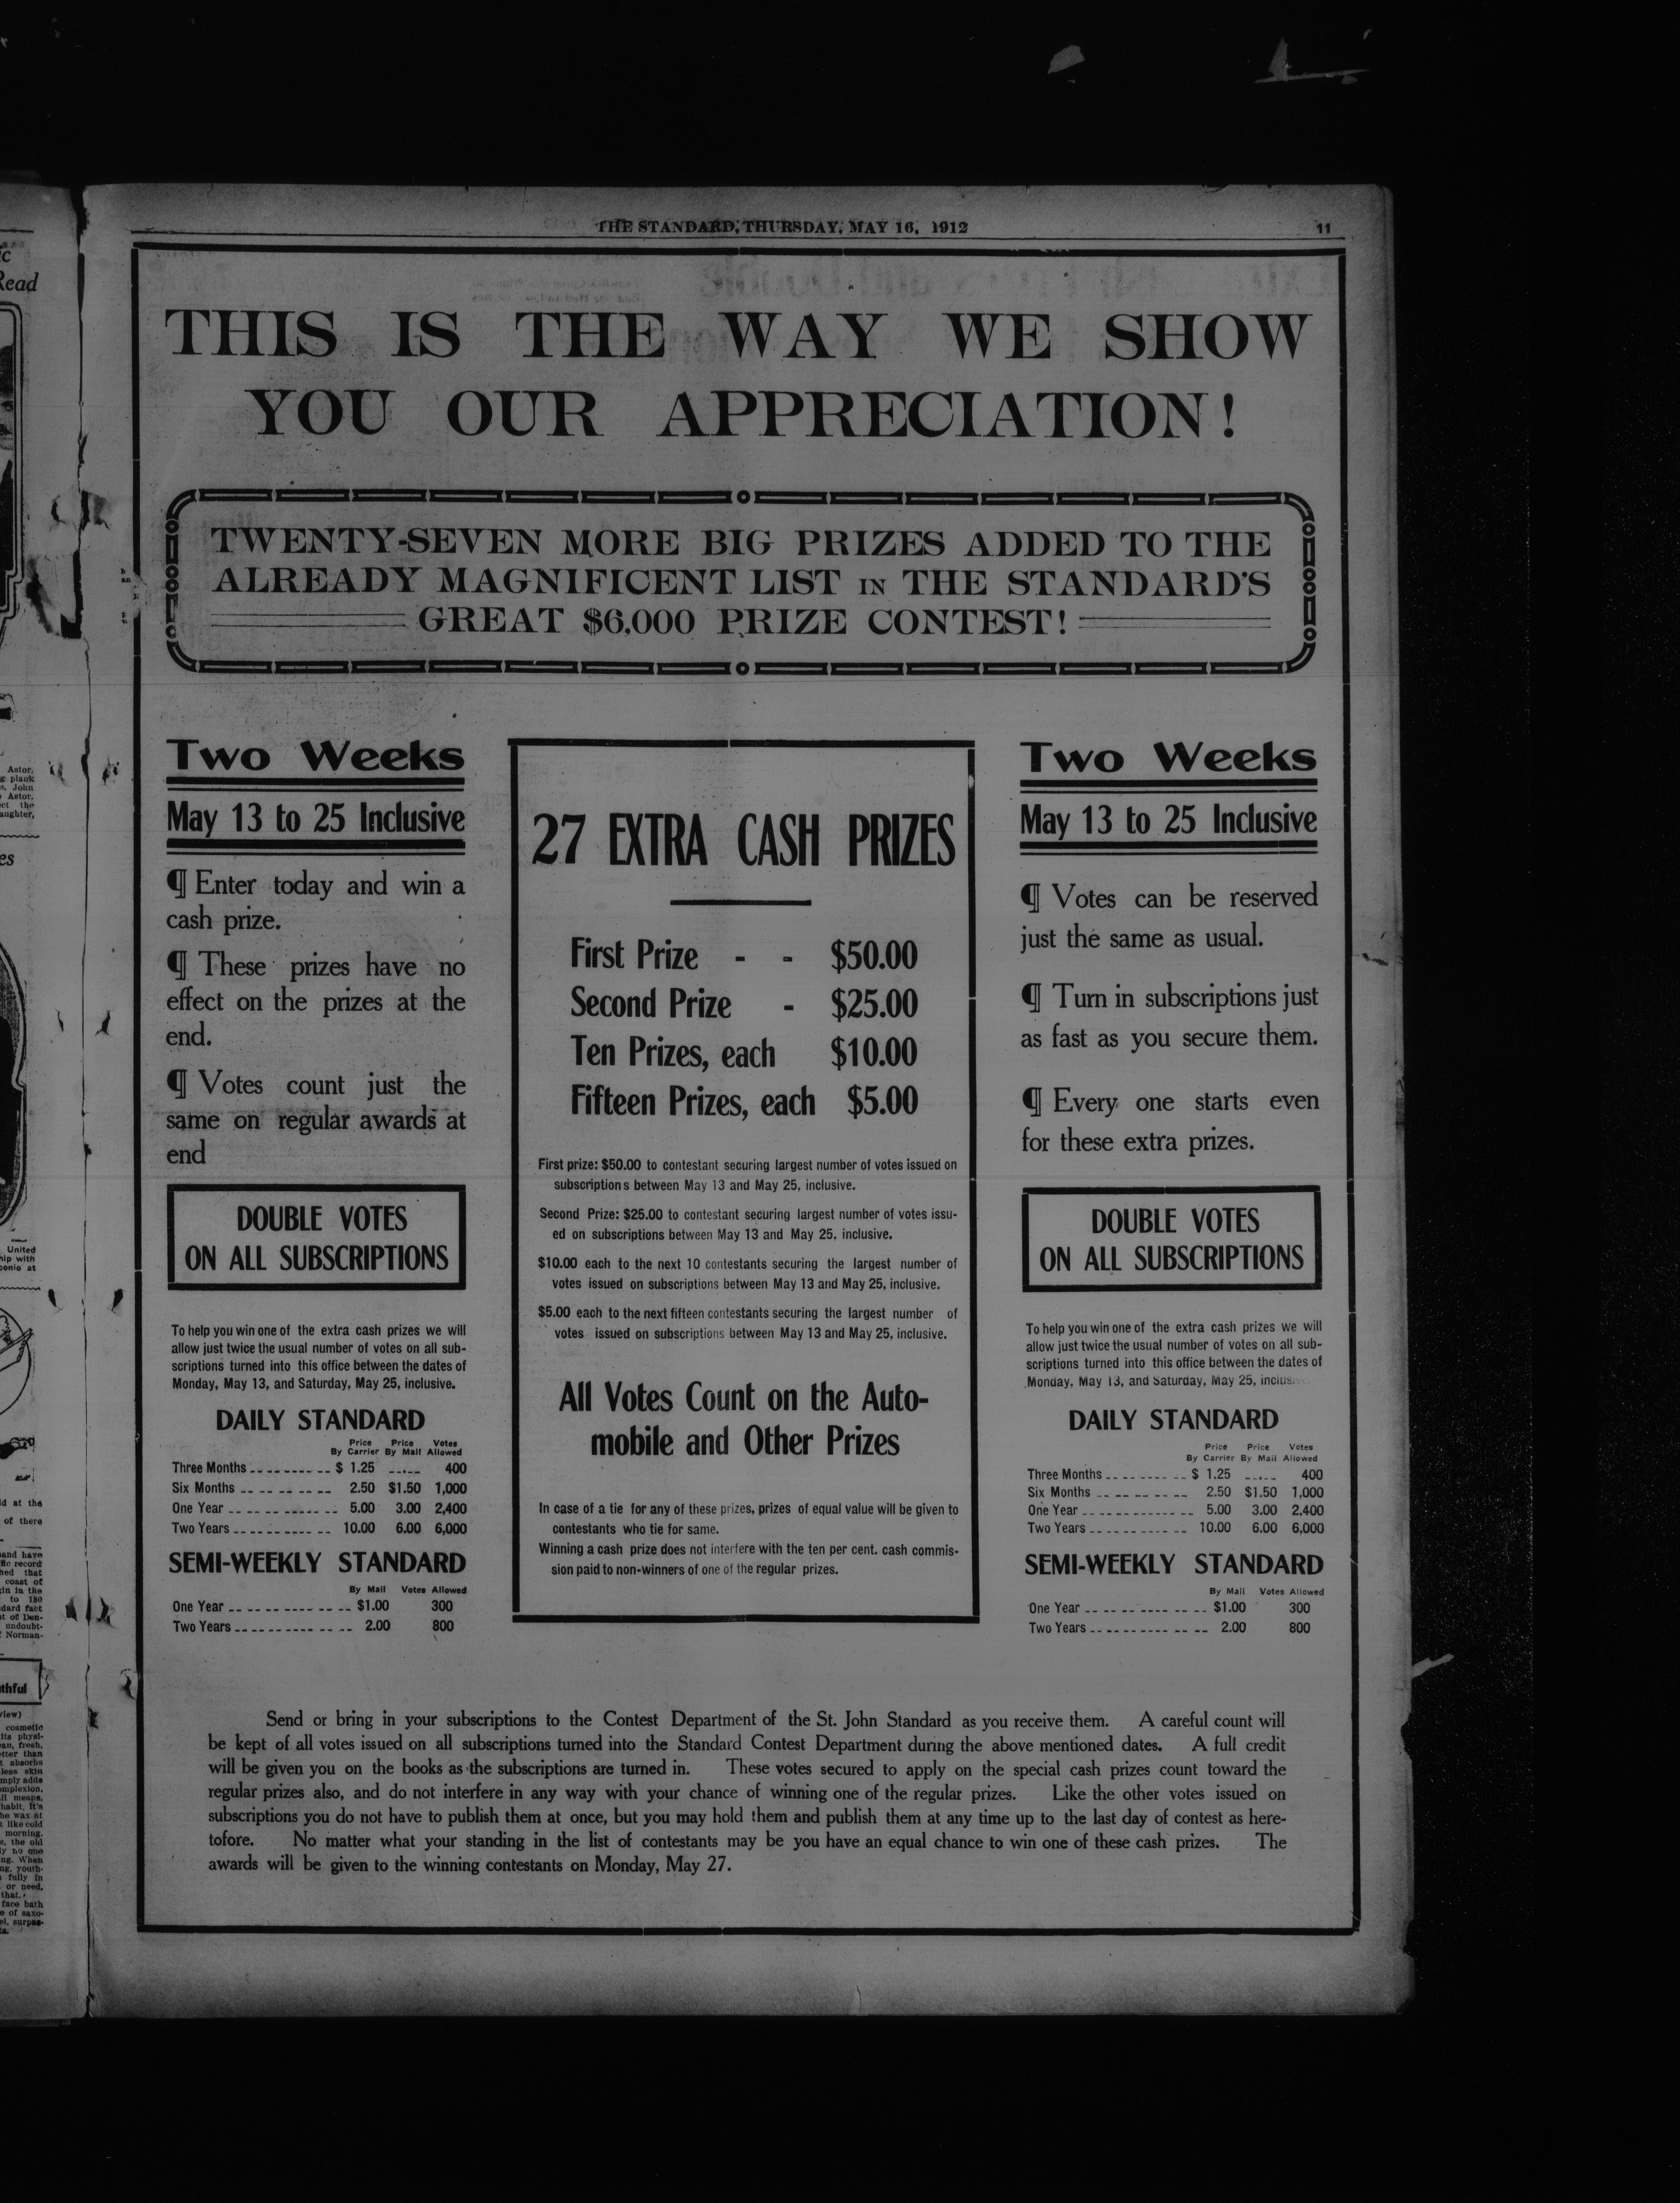 THE STANDARD, THURSDAY, MAY 16, 1912
11
THIS IS THE WAY WE SHOW
YOU OUR APPRECIATION!
TWENTY-SEVEN MORE BIG PRIZES ADDED TO THE
ALREADY MAGNIFICENT LIST IN THE STANDARD'S
GREAT $6,000 PRIZE CONTEST!
Two Weeks
May 13 to 25 Inclusive
¶ Enter today and win a
cash prize.
¶ These prizes have no
effect on the prizes at the
end.
¶ Votes count just the
same on regular awards at
end
DOUBLE VOTES
ON ALL SUBSCRIPTIONS
To help you win one of the extra cash prizes we will
allow just twice the usual number of votes on all sub-
scriptions turned into this office between the dates of
Monday, May 13, and Saturday, May 25, inclusive.
DAILY STANDARD
Price Price Votes
By Carrier By Mail Allowed
Three Months $ 1.25 400
Six Months 2.50 $1.50 1,000
One Year 5.00 3.00 2,400
Two Years 10.00 6.00 6,000
SEMI-WEEKLY STANDARD
By Mail Votes Allowed
One Year $1.00 300
Two Years 2.00 800
27 EXTRA CASH PRIZES
First Prize - - $50.00
Second Prize - $25.00
Ten Prizes, each $10.00
Fifteen Prizes, each $5.00
First prize: $50.00 to contestant securing largest number of votes issued on
subscriptions between May 13 and May 25, inclusive.
Second Prize: $25.00 to contestant securing largest number of votes issu-
ed on subscriptions between May 13 and May 25, inclusive.
$10.00 each to the next 10 contestants securing the largest number of
votes issued on subscriptions between May 13 and May 25, inclusive.
$5.00 each to the next fifteen contestants securing the largest number of
votes issued on subscriptions between May 13 and May 25, inclusive.
All Votes Count on the Auto-
mobile and Other Prizes
In case of a tie for any of these prizes, prizes of equal value will be given to
contestants who tie for same.
Winning a cash prize does not interfere with the ten per cent. cash commis-
sion paid to non-winners of one of the regular prizes.
Two Weeks
May 13 to 25 Inclusive
¶ Votes can be reserved
just the same as usual.
¶ Turn in subscriptions just
as fast as you secure them.
¶ Every one starts even
for these extra prizes.
DOUBLE VOTES
ON ALL SUBSCRIPTIONS
To help you win one of the extra cash prizes we will
allow just twice the usual number of votes on all sub-
scriptions turned into this office between the dates of
Monday, May 13, and Saturday, May 25, inclusive.
DAILY STANDARD
Price Price Votes
By Carrier By Mail Allowed
Three Months $ 1.25 400
Six Months 2.50 $1.50 1,000
One Year 5.00 3.00 2,400
Two Years 10.00 6.00 6,000
SEMI-WEEKLY STANDARD
By Mail Votes Allowed
One Year $1.00 300
Two Years 2.00 800
Send or bring in your subscriptions to the Contest Department of the St. John Standard as you receive them. A careful count will
be kept of all votes issued on all subscriptions turned into the Standard Contest Department during the above mentioned dates. A full credit
will be given you on the books as the subscriptions are turned in. These votes secured to apply on the special cash prizes count toward the
regular prizes also, and do not interfere in any way with your chance of winning one of the regular prizes. Like the other votes issued on
subscriptions you do not have to publish them at once, but you may hold them and publish them at any time up to the last day of contest as here-
tofore. No matter what your standing in the list of contestants may be you have an equal chance to win one of these cash prizes. The
awards will be given to the winning contestants on Monday, May 27.